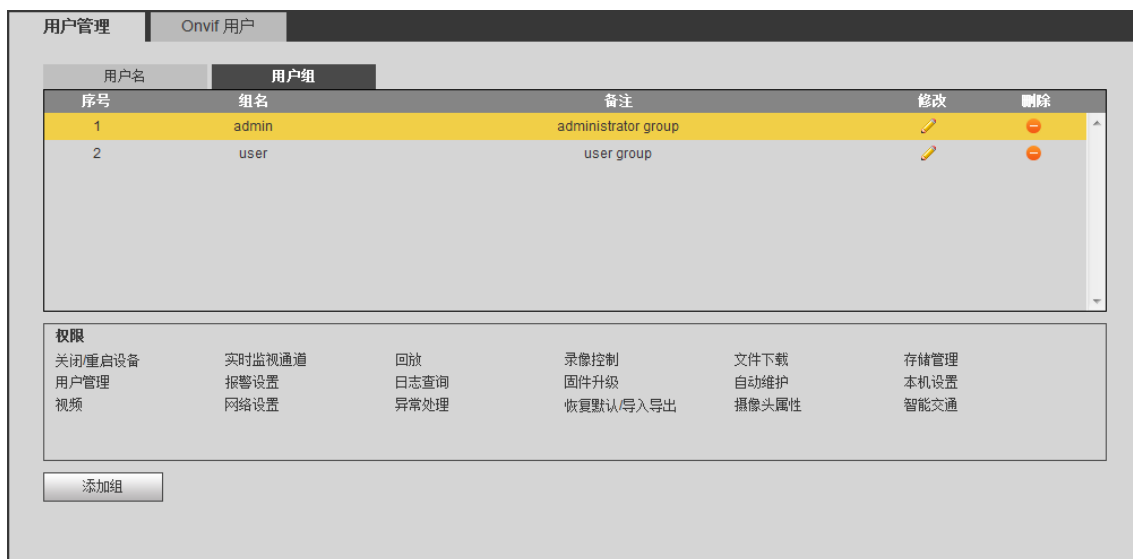 用户管理 Onvif 用户
用户名 用户组
序号 组名 备注 修改 删除
1 admin administrator group
2 user user group
权限
关闭/重启设备 实时监视通道 回放 录像控制 文件下载 存储管理
用户管理 报警设置 日志查询 固件升级 自动维护 本机设置
视频 网络设置 异常处理 恢复默认/导入导出 摄像头属性 智能交通
添加组